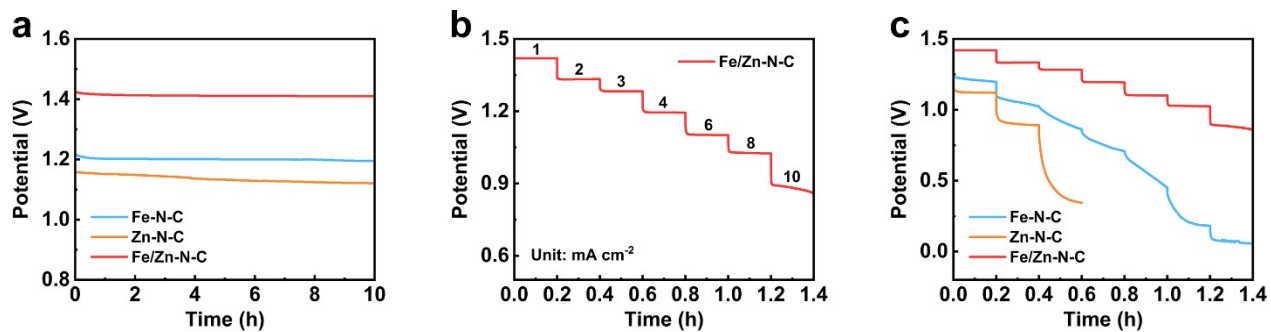 a
Potential (V)
1.6
1.4
1.2
1.0
0.8
Fe-N-C
Zn-N-C
Fe/Zn-N-C
0 2 4 6 8 10
Time (h)
b
Potential (V)
1.5
1.2
0.9
0.6
1
2
3
4
6
8
10
Fe/Zn-N-C
Unit: mA cm⁻²
0.0 0.2 0.4 0.6 0.8 1.0 1.2 1.4
Time (h)
c
Potential (V)
1.5
1.0
0.5
0.0
Fe-N-C
Zn-N-C
Fe/Zn-N-C
0.0 0.2 0.4 0.6 0.8 1.0 1.2 1.4
Time (h)